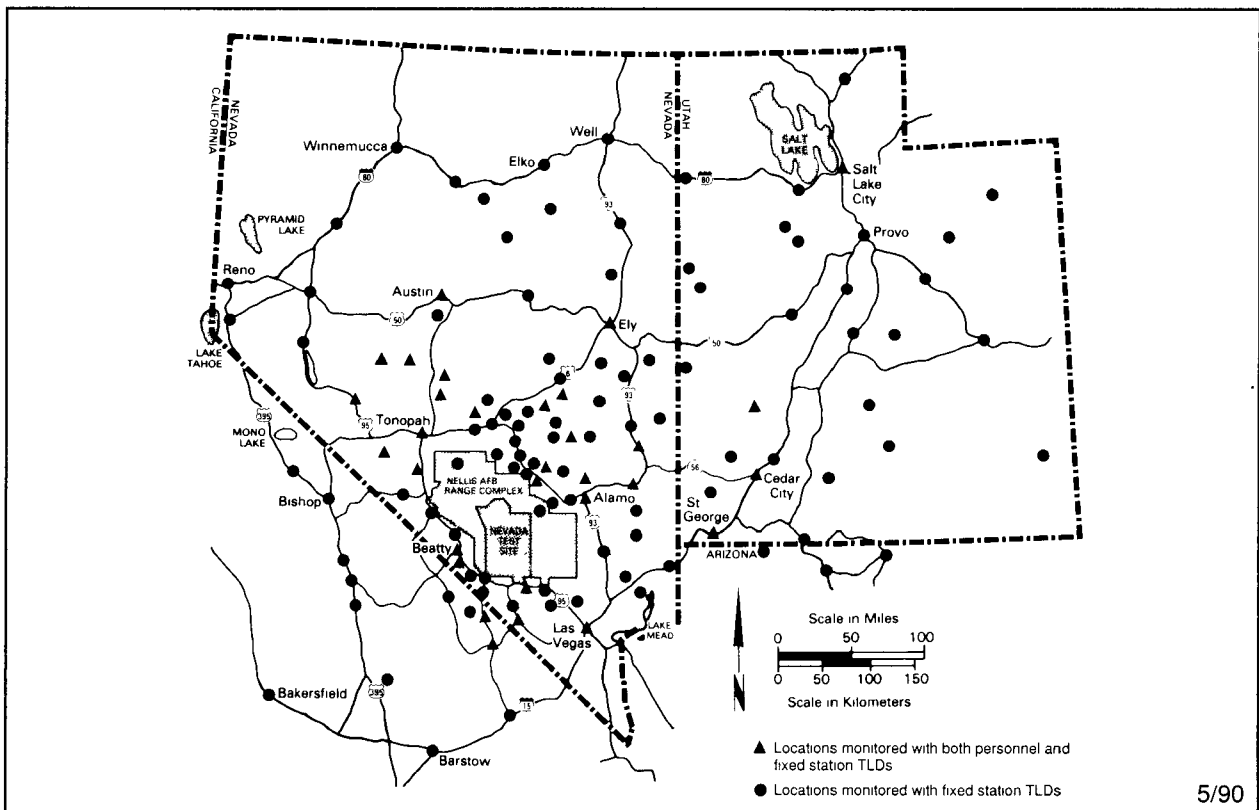 NEVADA
CALIFORNIA
UTAH
NEVADA
Winnemucca
Elko
Well
80
93
80
SALT
LAKE
Salt
Lake
City
Provo
PYRAMID
LAKE
Reno
Austin
50
Ely
50
LAKE
TAHOE
6
93
95
395
MONO
LAKE
Tonopah
NELLIS AFB
RANGE COMPLEX
56
Cedar
City
Bishop
Alamo
93
St
George
NEVADA
TEST
SITE
Beatty
ARIZONA
95
Las
Vegas
LAKE
MEAD
Bakersfield
395
15
Barstow
Scale in Miles
0 50 100
0 50 100 150
Scale in Kilometers
N
▲ Locations monitored with both personnel and
fixed station TLDs
● Locations monitored with fixed station TLDs
5/90